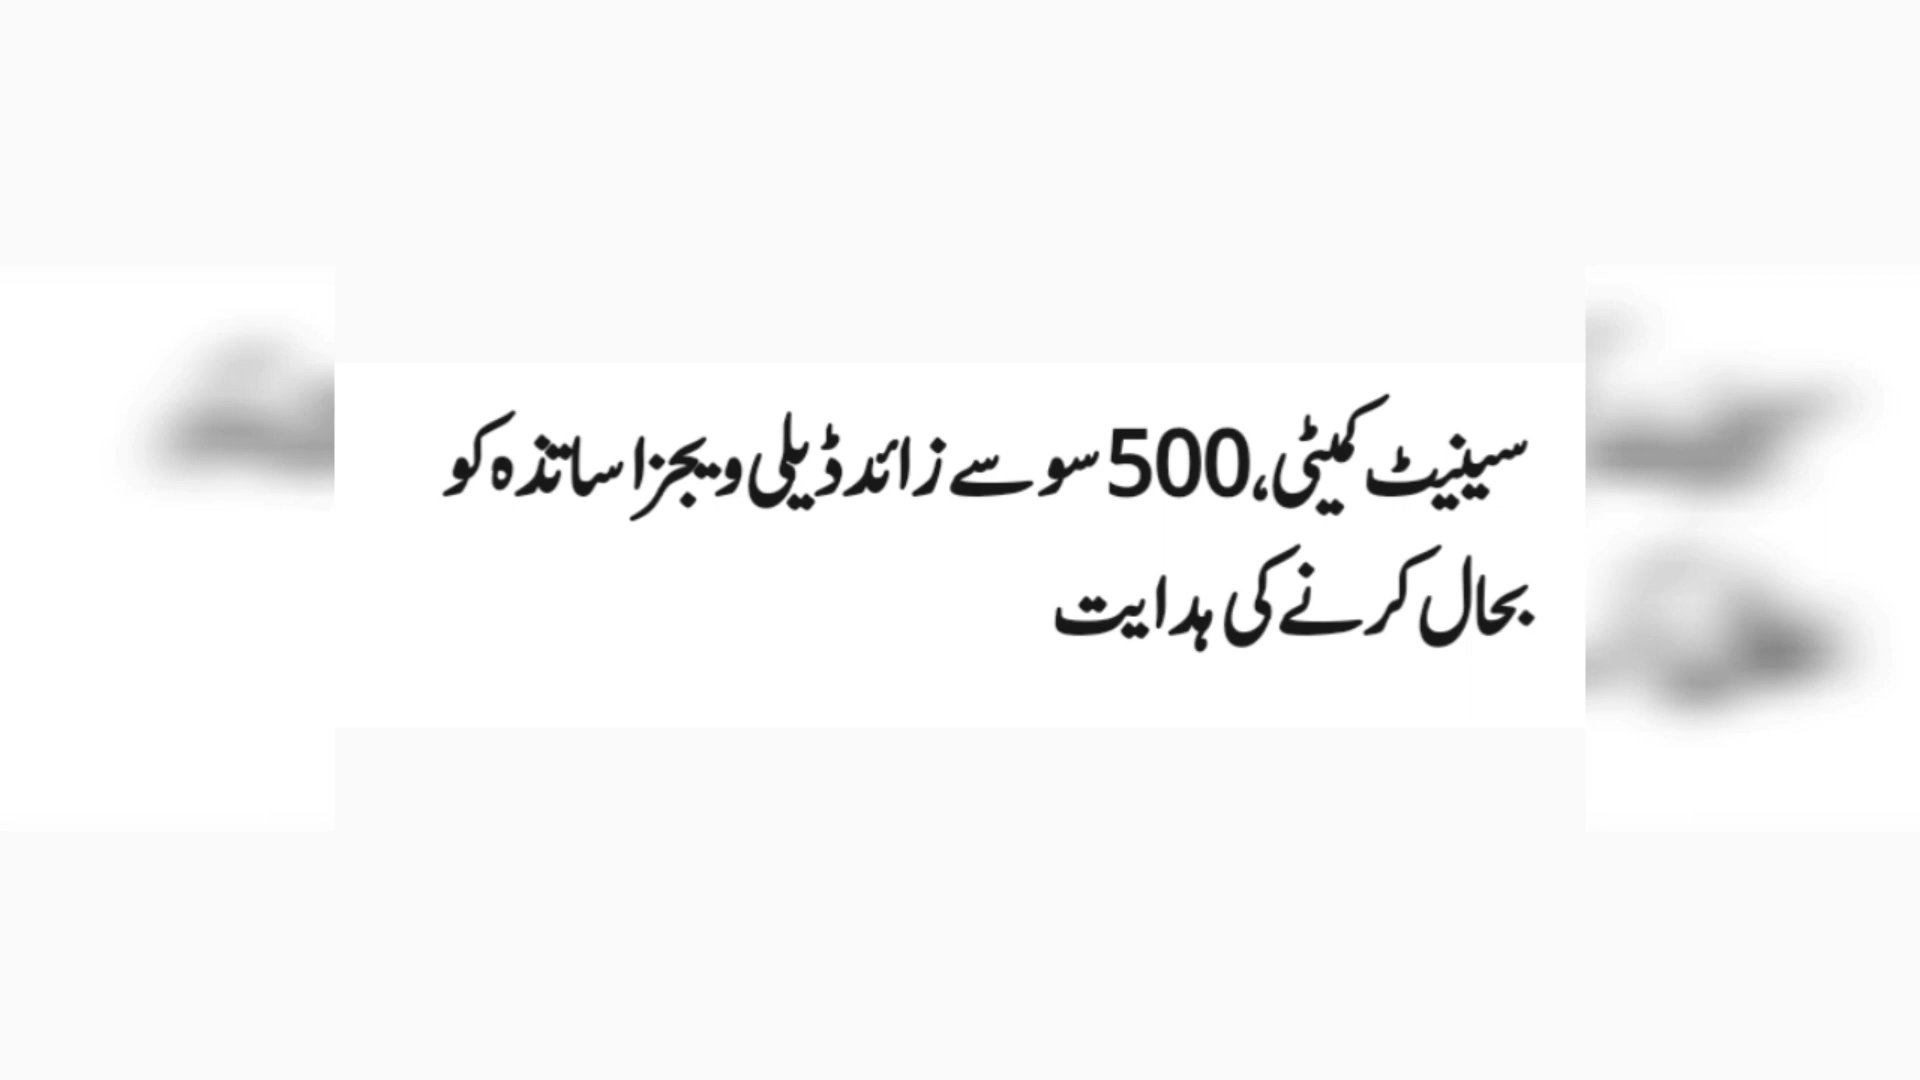 سینیٹ کمیٹی،500 سو سے زائد ڈیلی ویجز اساتذہ کو
بحال کرنے کی ہدایت